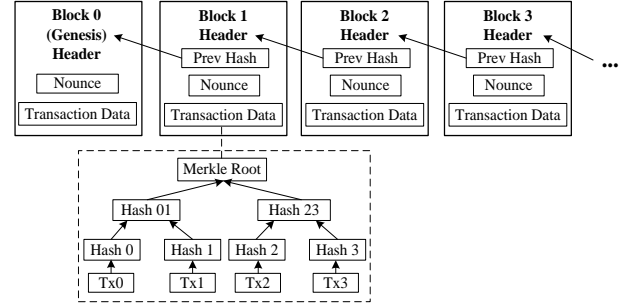 Block 0
(Genesis)
Header
Nounce
Transaction Data
Block 1
Header
Prev Hash
Nounce
Transaction Data
Block 2
Header
Prev Hash
Nounce
Transaction Data
Block 3
Header
Prev Hash
Nounce
Transaction Data
...
Merkle Root
Hash 01
Hash 23
Hash 0
Hash 1
Hash 2
Hash 3
Tx0
Tx1
Tx2
Tx3